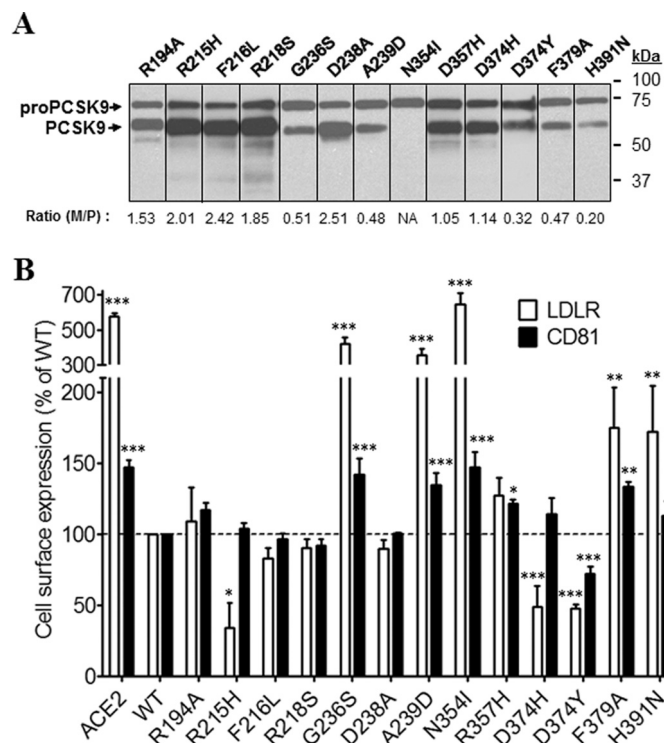 A
R194A R215H F216L R218S G236S D238A A239D N354I D357H D374H D374Y F379A H391N
kDa
100
proPCSK9
75
PCSK9
50
37
Ratio (M/P) : 1.53 2.01 2.42 1.85 0.51 2.51 0.48 NA 1.05 1.14 0.32 0.47 0.20
B
Cell surface expression (% of WT)
700
500
300
200
150
100
50
0
LDLR
CD81
*** *** * *** *** *** *** *** *** * *** *** *** ** ** **
ACE2 WT R194A R215H F216L R218S G236S D238A A239D N354I R357H D374H D374Y F379A H391N